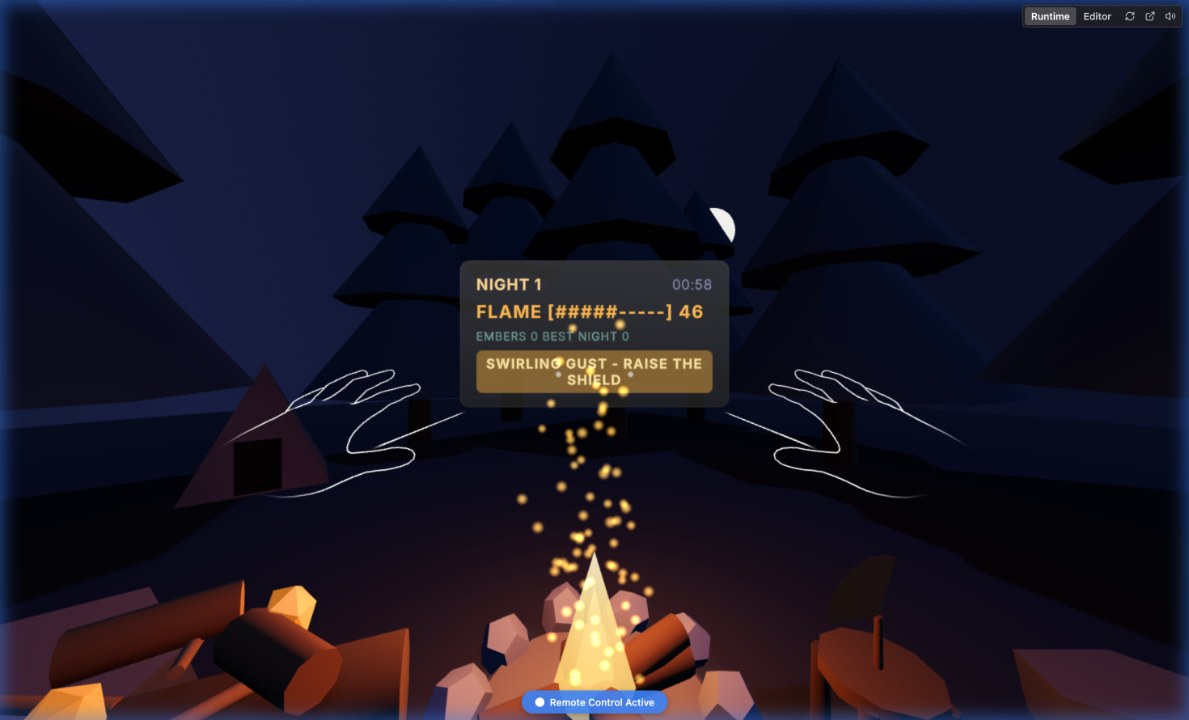 Runtime Editor
NIGHT 1 00:58
FLAME [#####-----] 46
EMBERS 0 BEST NIGHT 0
SWIRLING GUST - RAISE THE
SHIELD
Remote Control Active